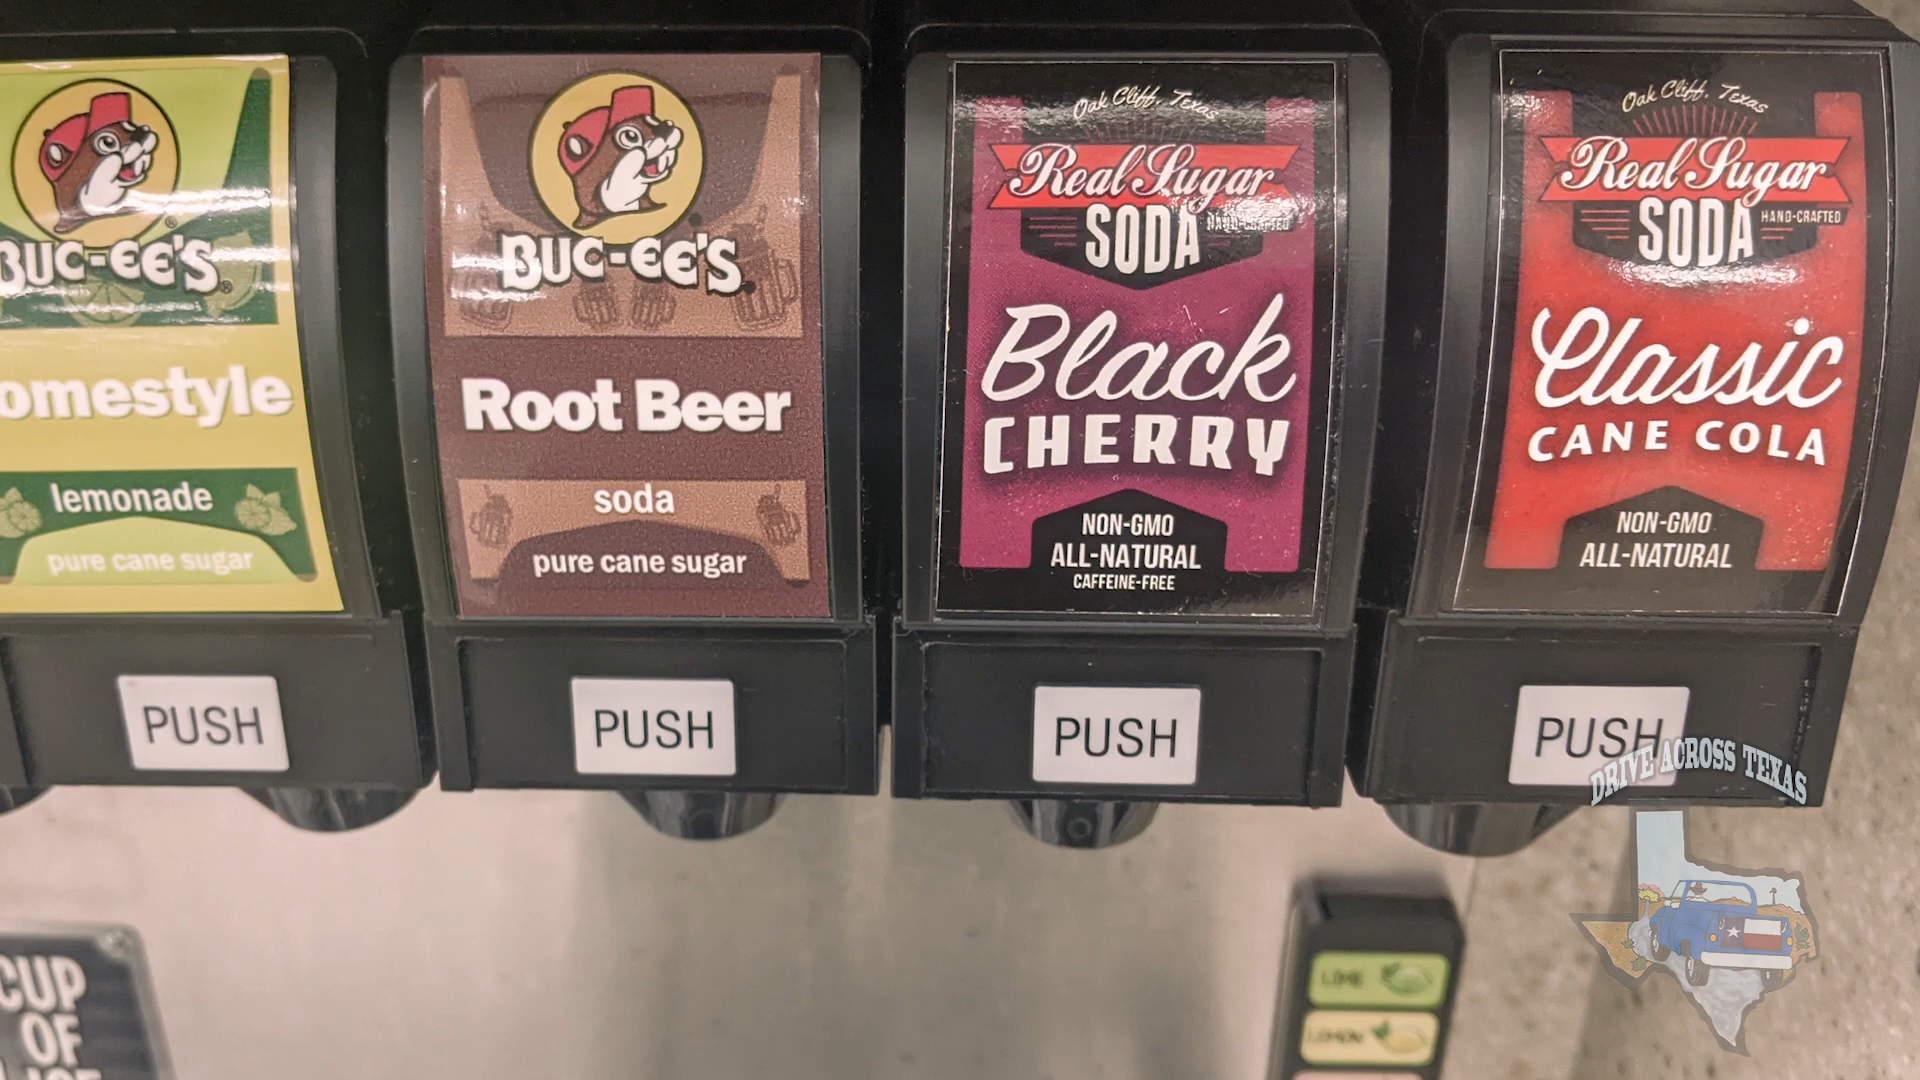 BUC-EE'S®
omestyle
lemonade
pure cane sugar
PUSH
BUC-EE'S®
Root Beer
soda
pure cane sugar
PUSH
Oak Cliff, Texas
Real Sugar
SODA
HAND-CRAFTED
Black
CHERRY
NON-GMO
ALL-NATURAL
CAFFEINE-FREE
PUSH
Oak Cliff, Texas
Real Sugar
SODA
HAND-CRAFTED
Classic
CANE COLA
NON-GMO
ALL-NATURAL
PUSH
DRIVE ACROSS TEXAS
CUP
OF
LIME
LEMON